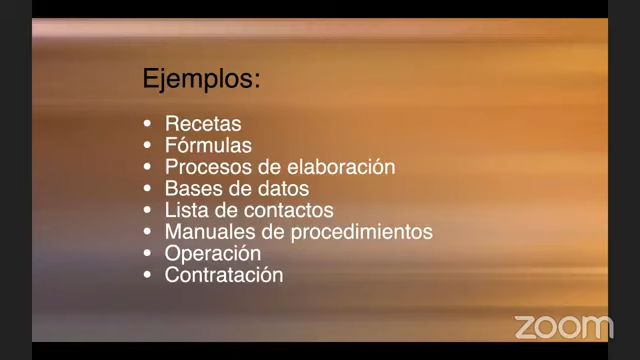 Ejemplos:
• Recetas
• Fórmulas
• Procesos de elaboración
• Bases de datos
• Lista de contactos
• Manuales de procedimientos
• Operación
• Contratación
zoom